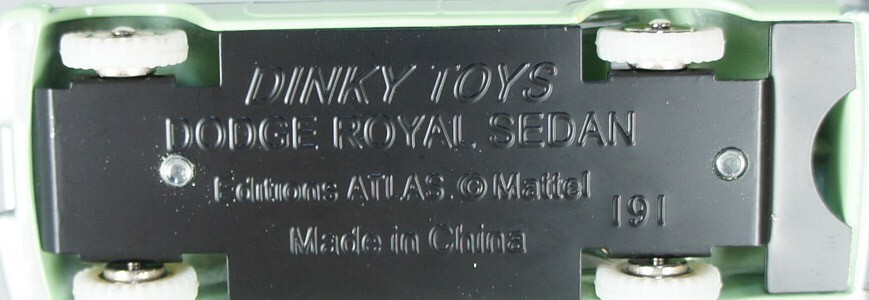 DINKY TOYS
DODGE ROYAL SEDAN
Editions ATLAS © Mattel
191
Made in China